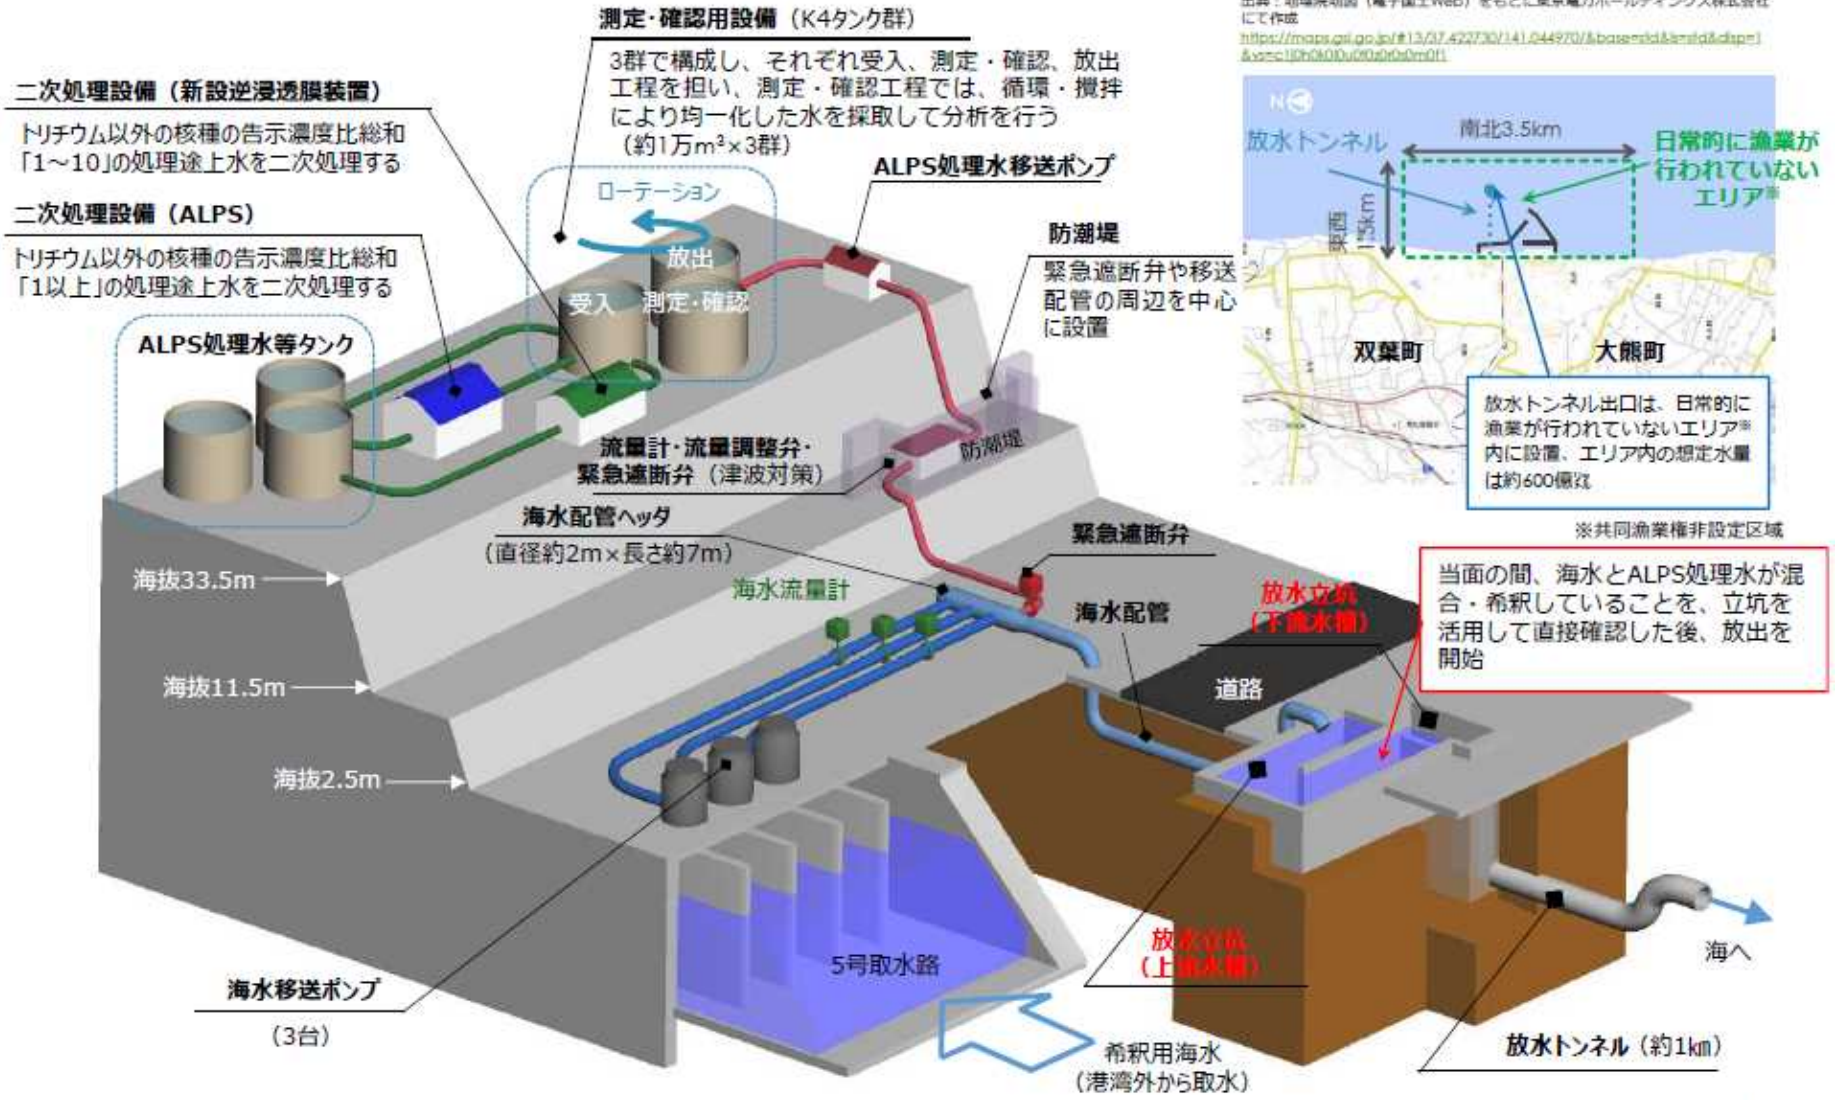 測定・確認用設備（K4タンク群）
3群で構成し、それぞれ受入、測定・確認、放出
工程を担い、測定・確認工程では、循環・攪拌
により均一化した水を採取して分析を行う
（約1万m³×3群）
二次処理設備（新設逆浸透膜装置）
トリチウム以外の核種の告示濃度比総和
「1～10」の処理途上水を二次処理する
二次処理設備（ALPS）
トリチウム以外の核種の告示濃度比総和
「1以上」の処理途上水を二次処理する
ALPS処理水等タンク
ローテーション
放出
受入
測定・確認
ALPS処理水移送ポンプ
防潮堤
緊急遮断弁や移送
配管の周辺を中心
に設置
流量計・流量調整弁・
緊急遮断弁（津波対策）
防潮堤
海水配管ヘッダ
（直径約2m×長さ約7m）
海水流量計
緊急遮断弁
海水配管
放水立坑
（下流水槽）
道路
海抜33.5m
海抜11.5m
海抜2.5m
海水移送ポンプ
（3台）
5号取水路
希釈用海水
（港湾外から取水）
放水立坑
（上流水槽）
放水トンネル（約1km）
海へ
にて作成
N
放水トンネル
南北3.5km
東西
1.5km
日常的に漁業が
行われていない
エリア※
双葉町
大熊町
放水トンネル出口は、日常的に
漁業が行われていないエリア※
内に設置、エリア内の想定水量
は約600億㍑
※共同漁業権非設定区域
当面の間、海水とALPS処理水が混
合・希釈していることを、立坑を
活用して直接確認した後、放出を
開始